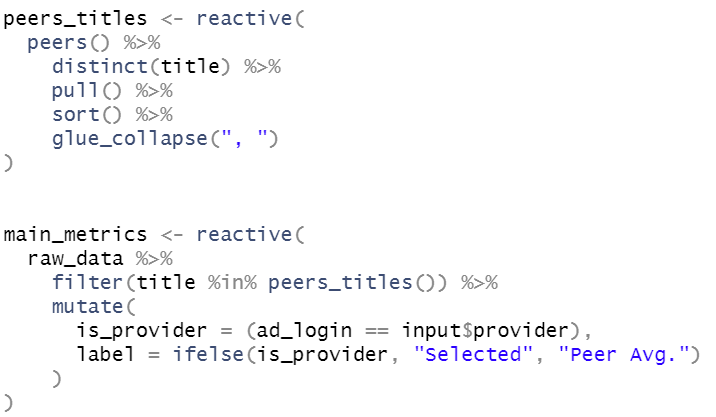 peers_titles <- reactive(
  peers() %>%
    distinct(title) %>%
    pull() %>%
    sort() %>%
    glue_collapse(", ")
)
main_metrics <- reactive(
  raw_data %>%
    filter(title %in% peers_titles()) %>%
    mutate(
      is_provider = (ad_login == input$provider),
      label = ifelse(is_provider, "Selected", "Peer Avg.")
    )
)